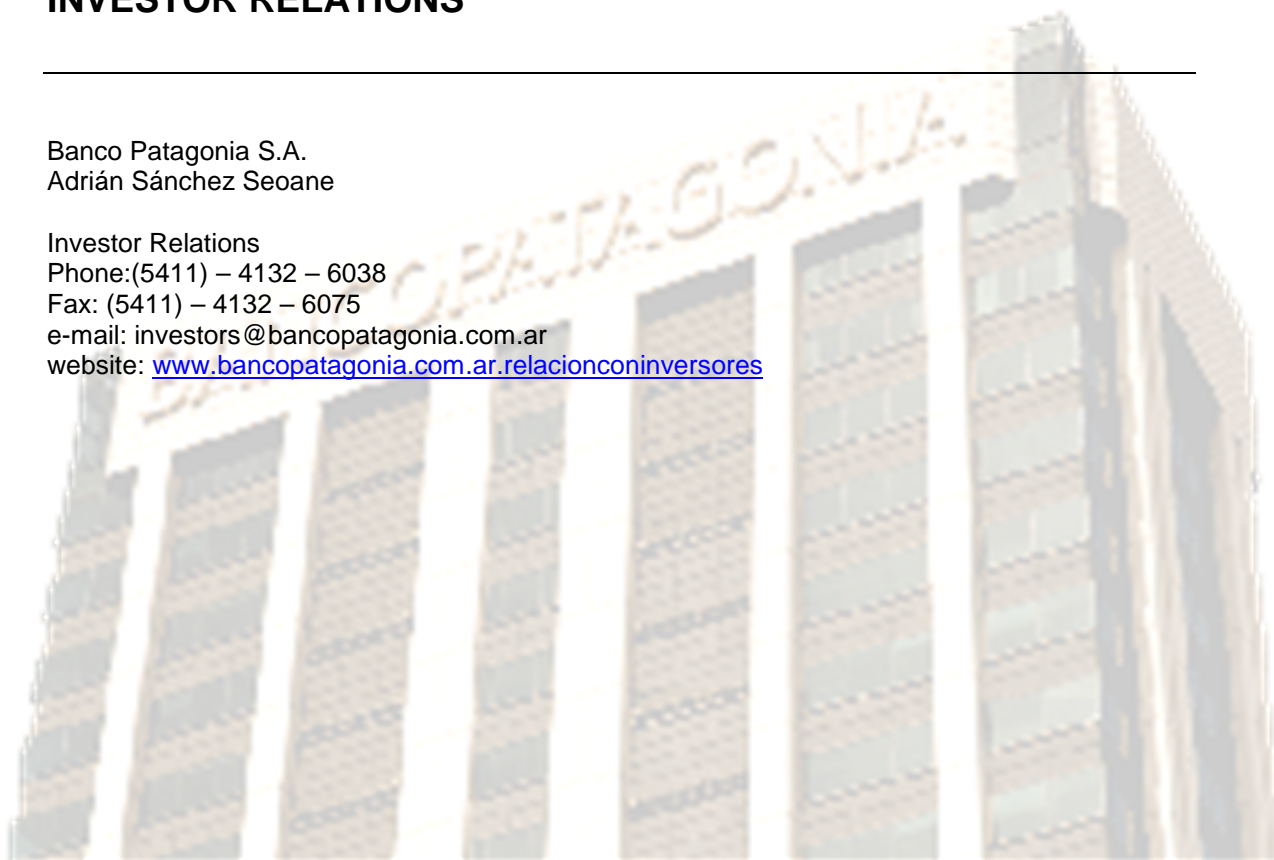 INVESTOR RELATIONS
Banco Patagonia S.A.
Adrián Sánchez Seoane
Investor Relations
Phone:(5411) – 4132 – 6038
Fax: (5411) – 4132 – 6075
e-mail: investors@bancopatagonia.com.ar
website: www.bancopatagonia.com.ar.relacionconinversores
BANCOPATAGONIA